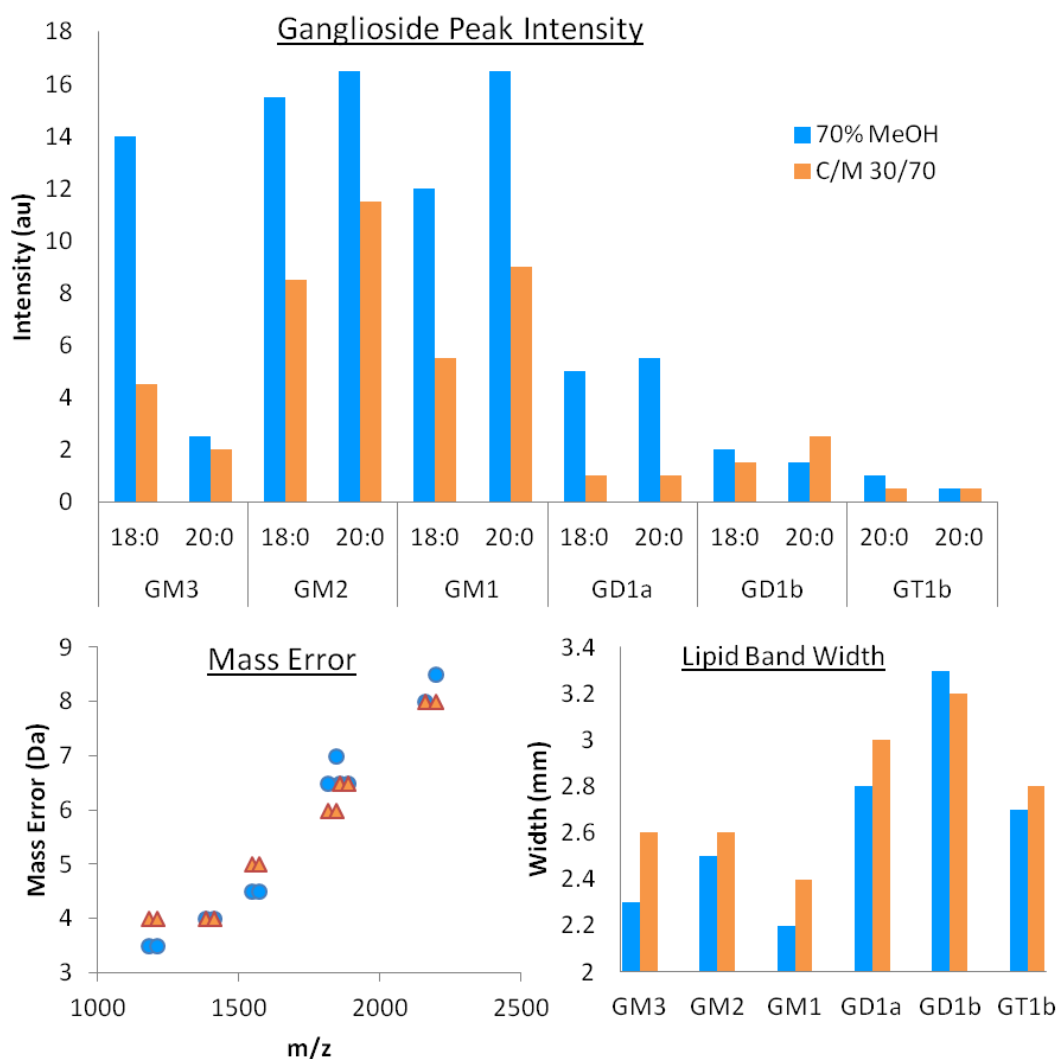 Ganglioside Peak Intensity
18
16
14
12
10
8
6
4
2
0
Intensity (au)
70% MeOH
C/M 30/70
18:0 20:0 18:0 20:0 18:0 20:0 18:0 20:0 18:0 20:0 20:0 20:0
GM3 GM2 GM1 GD1a GD1b GT1b
Mass Error
9
8
7
6
5
4
3
Mass Error (Da)
1000 1500 2000 2500
m/z
Lipid Band Width
3.4
3.2
3
2.8
2.6
2.4
2.2
2
Width (mm)
GM3 GM2 GM1 GD1a GD1b GT1b